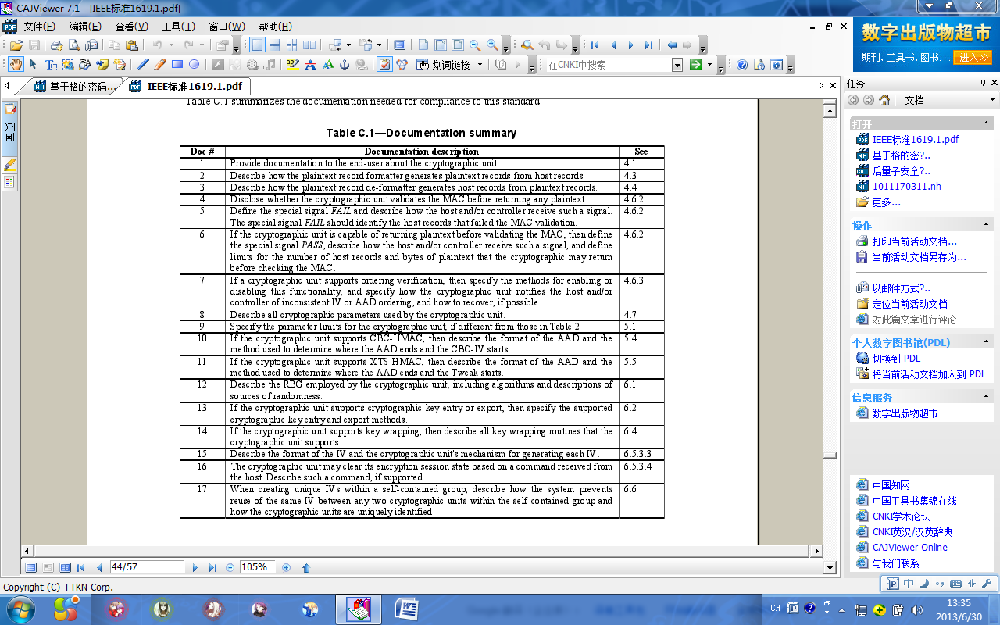 CAJViewer 7.1 - [IEEE标准1619.1.pdf]
文件(F) 编辑(E) 查看(V) 工具(T) 窗口(W) 帮助(H)
数字出版物超市
期刊、工具书、图书... 进入>>
划词链接 在CNKI中搜索
基于格的密码... IEEE标准1619.1.pdf
任务
文档
页面
Table C.1 summarizes the documentation needed for compliance to this standard.
Table C.1—Documentation summary
Doc # Documentation description See
1 Provide documentation to the end-user about the cryptographic unit. 4.1
2 Describe how the plaintext record formatter generates plaintext records from host records. 4.3
3 Describe how the plaintext record de-formatter generates host records from plaintext records. 4.4
4 Disclose whether the cryptographic unit validates the MAC before returning any plaintext 4.6.2
5 Define the special signal FAIL and describe how the host and/or controller receive such a signal. 4.6.2
The special signal FAIL should identify the host records that failed the MAC validation.
6 If the cryptographic unit is capable of returning plaintext before validating the MAC, then define 4.6.2
the special signal PASS, describe how the host and/or controller receive such a signal, and define
limits for the number of host records and bytes of plaintext that the cryptographic may return
before checking the MAC.
7 If a cryptographic unit supports ordering verification, then specify the methods for enabling or 4.6.3
disabling this functionality, and specify how the cryptographic unit notifies the host and/or
controller of inconsistent IV or AAD ordering, and how to recover, if possible.
8 Describe all cryptographic parameters used by the cryptographic unit. 4.7
9 Specify the parameter limits for the cryptographic unit, if different from those in Table 2 5.1
10 If the cryptographic unit supports CBC-HMAC, then describe the format of the AAD and the 5.4
method used to determine where the AAD ends and the CBC-IV starts
11 If the cryptographic unit supports XTS-HMAC, then describe the format of the AAD and the 5.5
method used to determine where the AAD ends and the Tweak starts.
12 Describe the RBG employed by the cryptographic unit, including algorithms and descriptions of 6.1
sources of randomness.
13 If the cryptographic unit supports cryptographic key entry or export, then specify the supported 6.2
cryptographic key entry and export methods.
14 If the cryptographic unit supports key wrapping, then describe all key wrapping routines that the 6.4
cryptographic unit supports.
15 Describe the format of the IV and the cryptographic unit's mechanism for generating each IV . 6.5.3.3
16 The cryptographic unit may clear its encryption session state based on a command received from 6.5.3.4
the host. Describe such a command, if supported.
17 When creating unique IVs within a self-contained group, describe how the system prevents 6.6
reuse of the same IV between any two cryptographic units within the self-contained group and
how the cryptographic units are uniquely identified.
打开
IEEE标准1619.1.pdf
基于格的密?..
后量子安全?..
1011170311.nh
更多...
操作
打印当前活动文档...
当前活动文档另存为...
以邮件方式?..
定位当前活动文档
对此篇文章进行评论
个人数字图书馆(PDL)
切换到 PDL
将当前活动文档加入到 PDL
信息服务
数字出版物超市
中国知网
中国工具书集锦在线
CNKI学术论坛
CNKI英汉/汉英辞典
CAJViewer Online
与我们联系
44/57 105%
Copyright (C) TTKN Corp.
中
CH
13:35
2013/6/30